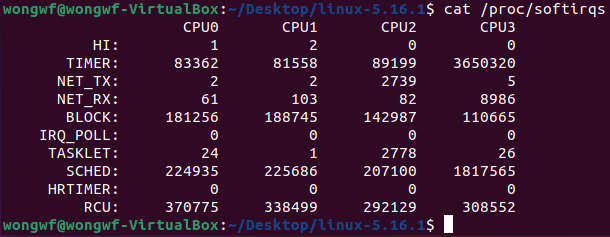 wongwf@wongwf-VirtualBox:~/Desktop/linux-5.16.1$ cat /proc/softirqs
CPU0 CPU1 CPU2 CPU3
HI: 1 2 0 0
TIMER: 83362 81558 89199 3650320
NET_TX: 2 2 2739 5
NET_RX: 61 103 82 8986
BLOCK: 181256 188745 142987 110665
IRQ_POLL: 0 0 0 0
TASKLET: 24 1 2778 26
SCHED: 224935 225686 207100 1817565
HRTIMER: 0 0 0 0
RCU: 370775 338499 292129 308552
wongwf@wongwf-VirtualBox:~/Desktop/linux-5.16.1$